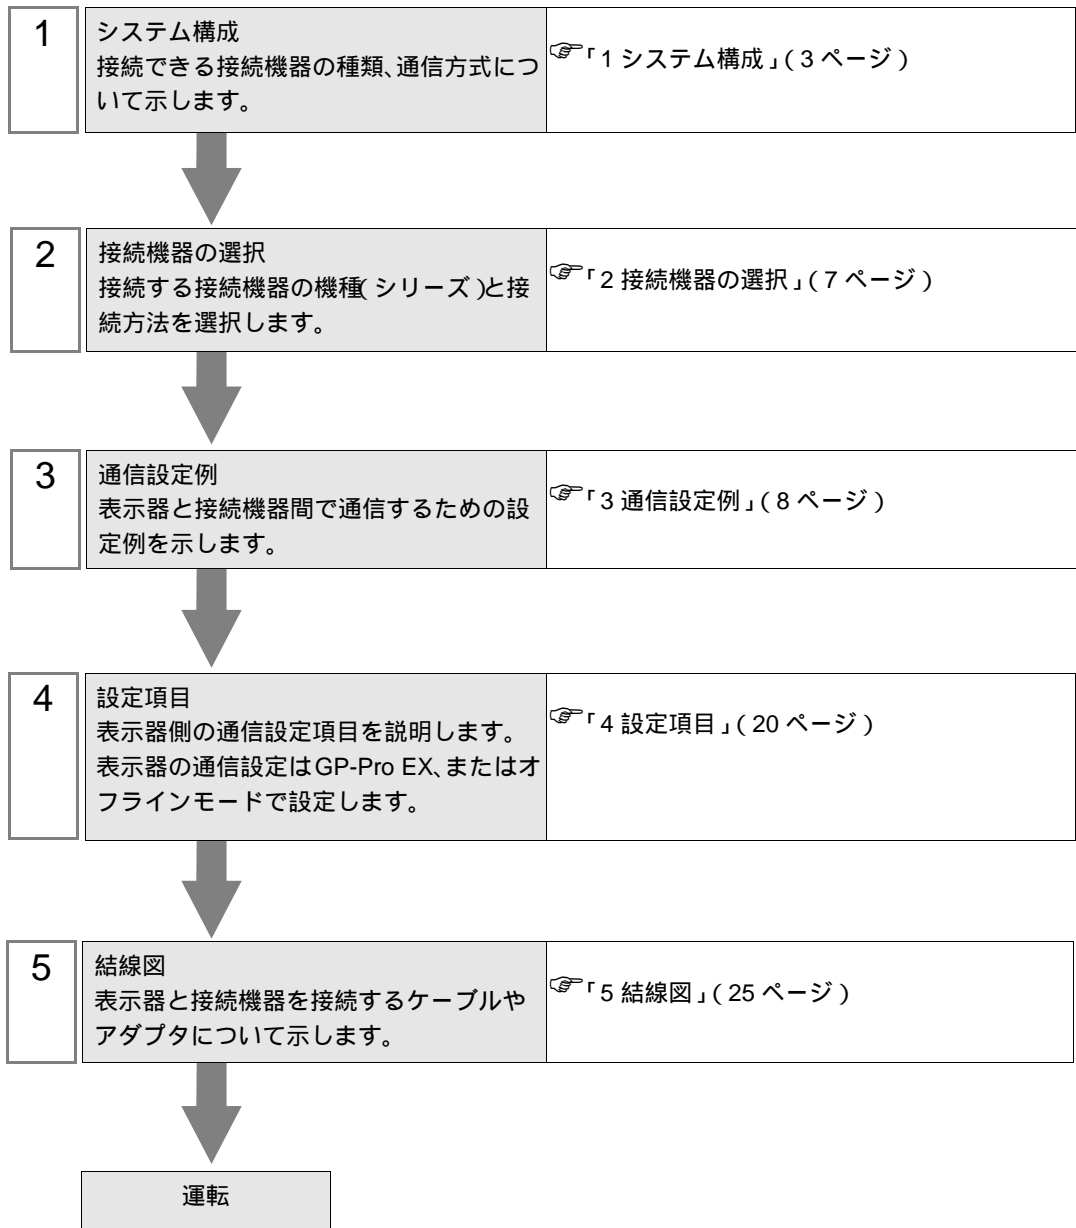 1
システム構成
接続できる接続機器の種類、通信方式につ
いて示します。
☞「1 システム構成」( 3 ページ )
2
接続機器の選択
接続する接続機器の機種( シリーズ )と接
続方法を選択します。
☞「2 接続機器の選択」( 7 ページ )
3
通信設定例
表示器と接続機器間で通信するための設
定例を示します。
☞「3 通信設定例」( 8 ページ )
4
設定項目
表示器側の通信設定項目を説明します。
表示器の通信設定はGP-Pro EX、またはオ
フラインモードで設定します。
☞「4 設定項目」( 20 ページ )
5
結線図
表示器と接続機器を接続するケーブルや
アダプタについて示します。
☞「5 結線図」( 25 ページ )
運転